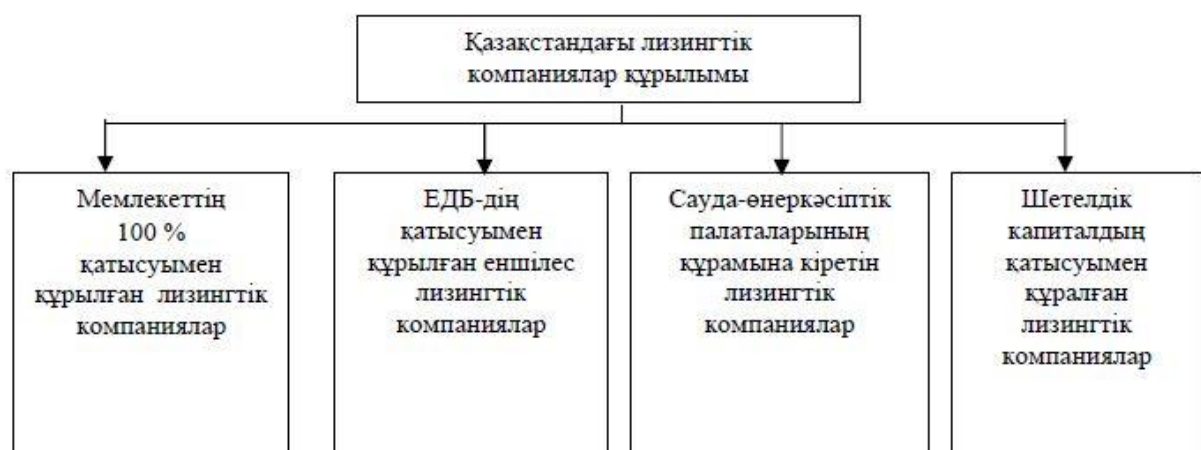 Қазақстандағы лизингтік
компаниялар құрылымы
Мемлекеттің
100 %
қатысуымен
құрылған лизингтік
компаниялар
ЕДБ-дің
қатысуымен
құрылған еншілес
лизингтік
компаниялар
Сауда-өнеркәсіптік
палаталарының
құрамына кіретін
лизингтік
компаниялар
Шетелдік
капиталдың
қатысуымен
құралған
лизингтік
компаниялар